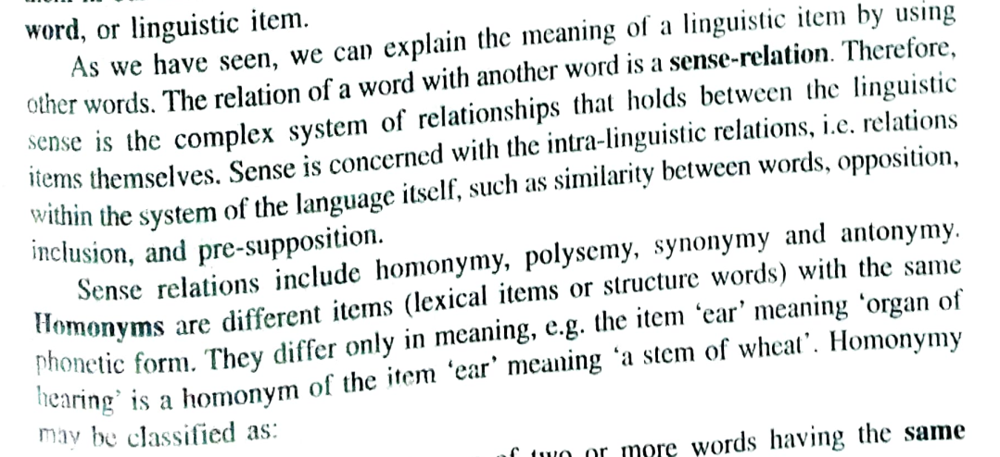 word, or linguistic item.
As we have seen, we can explain the meaning of a linguistic item by using
other words. The relation of a word with another word is a sense-relation. Therefore,
sense is the complex system of relationships that holds between the linguistic
items themselves. Sense is concerned with the intra-linguistic relations, i.e. relations
within the system of the language itself, such as similarity between words, opposition,
inclusion, and pre-supposition.
Sense relations include homonymy, polysemy, synonymy and antonymy.
Homonyms are different items (lexical items or structure words) with the same
phonetic form. They differ only in meaning, e.g. the item ‘ear’ meaning ‘organ of
hearing’ is a homonym of the item ‘ear’ meaning ‘a stem of wheat’. Homonymy
may be classified as:
of two or more words having the same